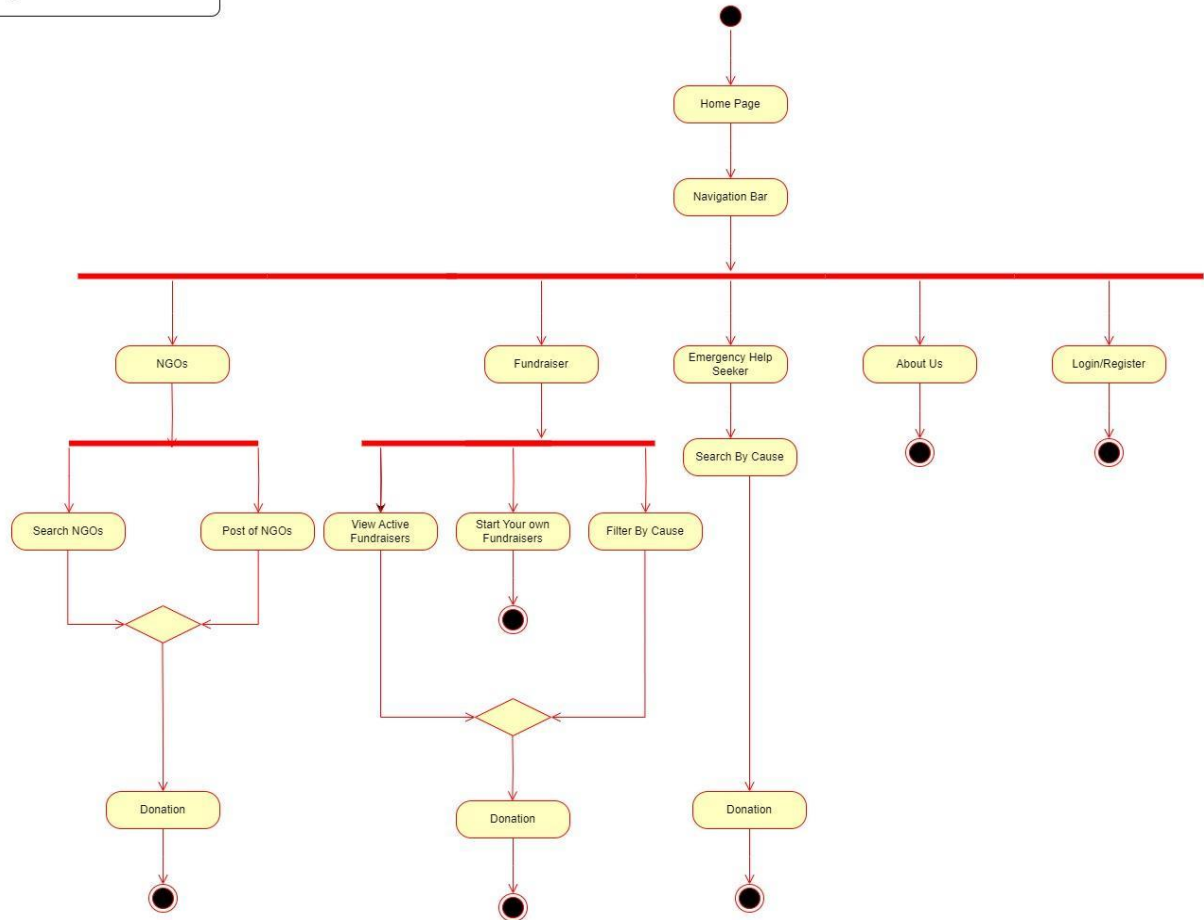 Home Page
Navigation Bar
NGOs
Fundraiser
Emergency Help
Seeker
About Us
Login/Register
Search By Cause
Search NGOs
Post of NGOs
View Active
Fundraisers
Start Your own
Fundraisers
Filter By Cause
Donation
Donation
Donation